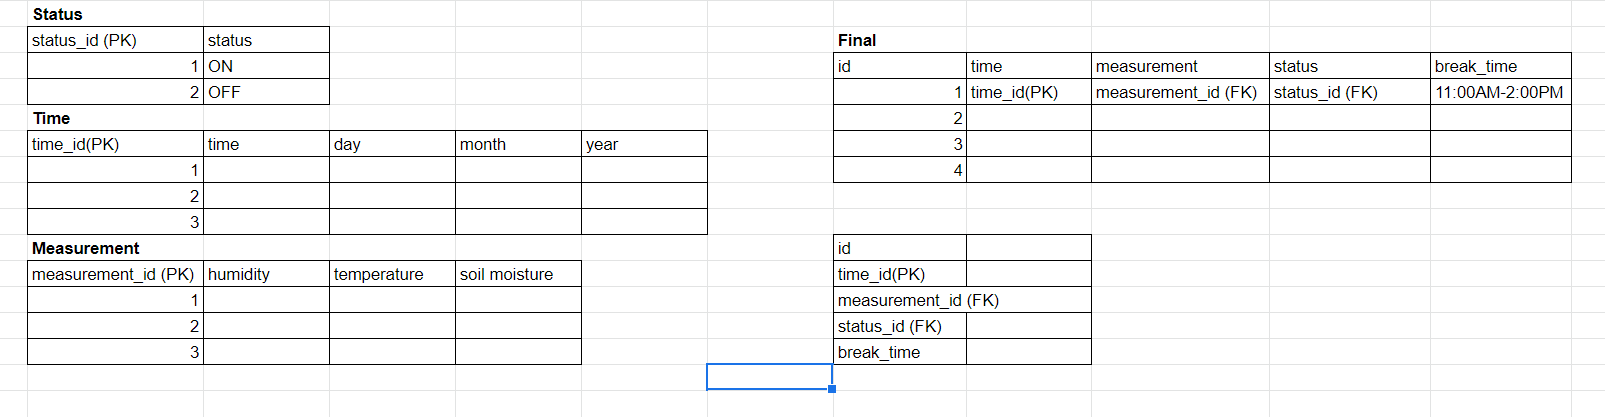 Status
status_id (PK) status
1 ON
2 OFF
Time
time_id(PK) time day month year
1
2
3
Measurement
measurement_id (PK) humidity temperature soil moisture
1
2
3
Final
id time measurement status break_time
1 time_id(PK) measurement_id (FK) status_id (FK) 11:00AM-2:00PM
2
3
4
id
time_id(PK)
measurement_id (FK)
status_id (FK)
break_time